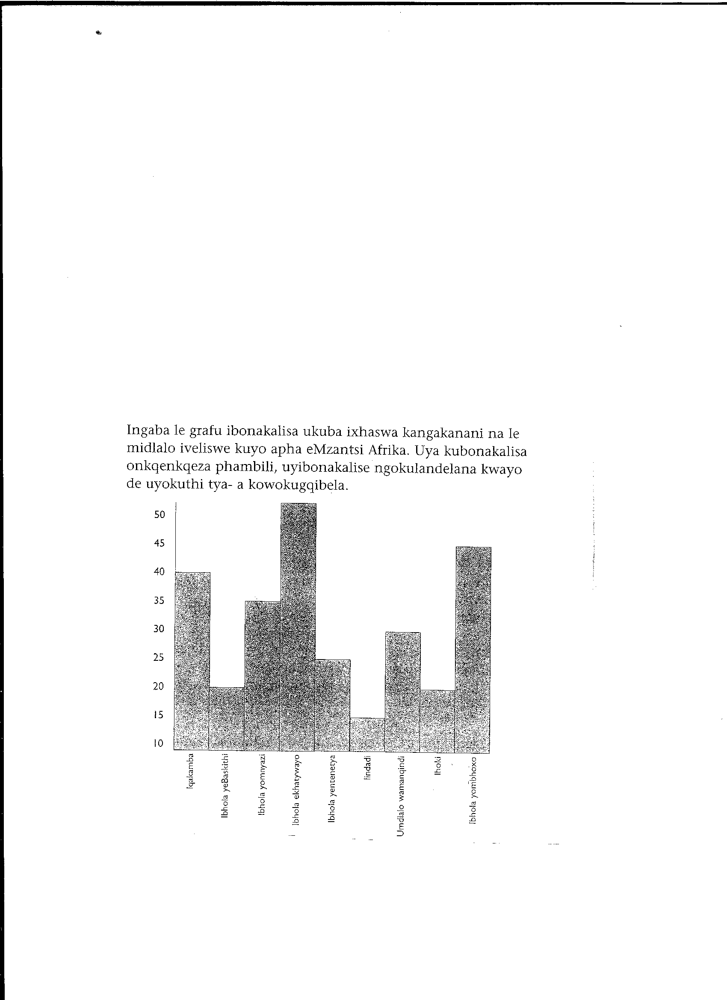 Ingaba le grafu ibonakalisa ukuba ixhaswa kangakanani na le
midlalo iveliswe kuyo apha eMzantsi Afrika. Uya kubonakalisa
onkqenkqeza phambili, uyibonakalise ngokulandelana kwayo
de uyokuthi tya- a kowokugqibela.
50
45
40
35
30
25
20
15
10
Iqakamba
Ibhola yeBaskithi
Ibhola yomnyazi
Ibhola ekhatywayo
Ibhola yentenetya
Iindadi
Umdlalo wamanqindi
Ihoki
Ibhola yombhoxo